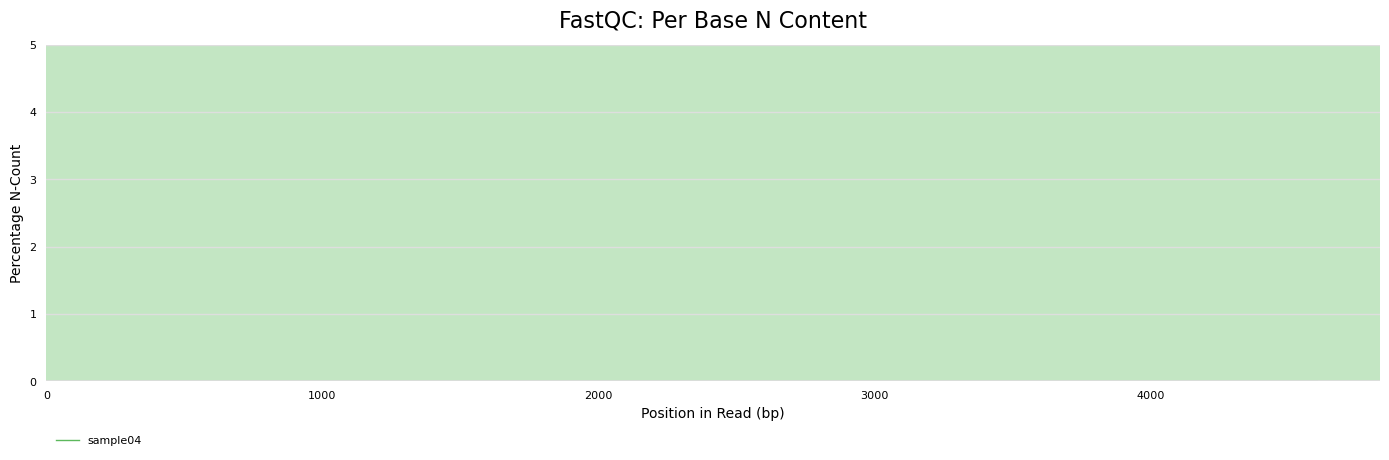 FastQC: Per Base N Content
Percentage N-Count
5
4
3
2
1
0
0 1000 2000 3000 4000
Position in Read (bp)
sample04